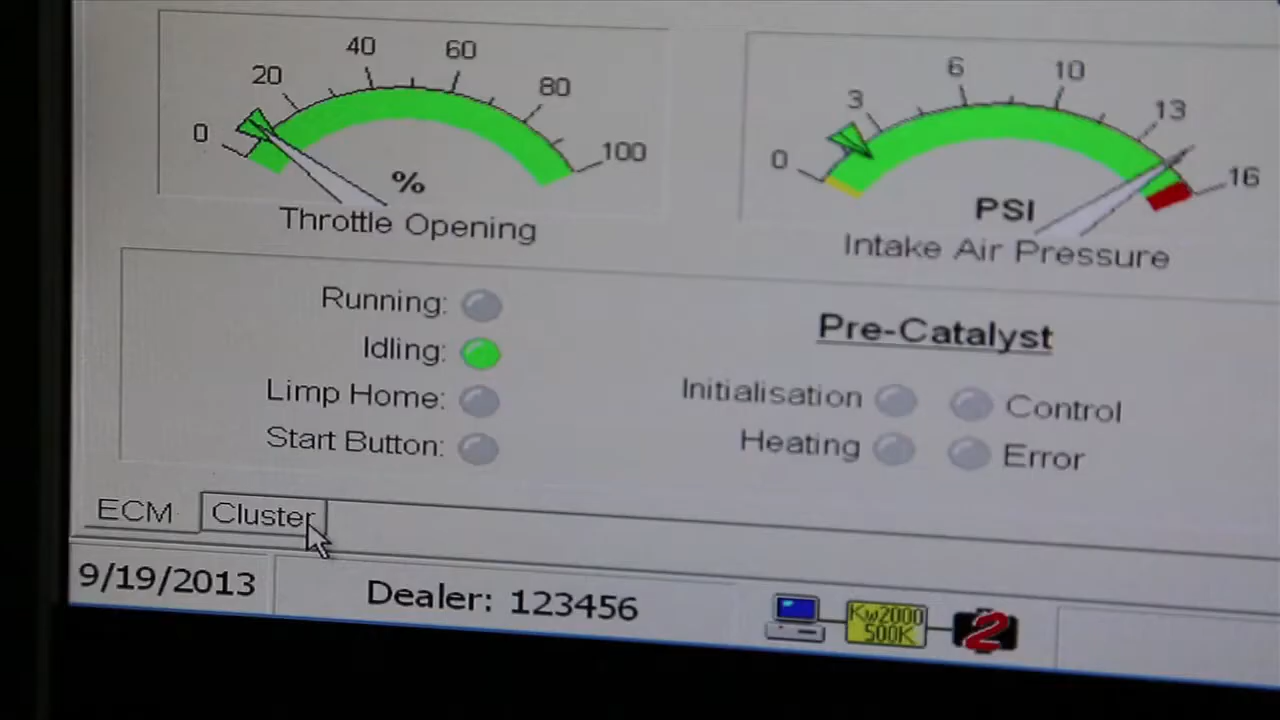 0 20 40 60 80 100
%
Throttle Opening
0 3 6 10 13 16
PSI
Intake Air Pressure
Running:
Idling:
Limp Home:
Start Button:
Pre-Catalyst
Initialisation Control
Heating Error
ECM Cluster
9/19/2013 Dealer: 123456 Kw2000
500K 2